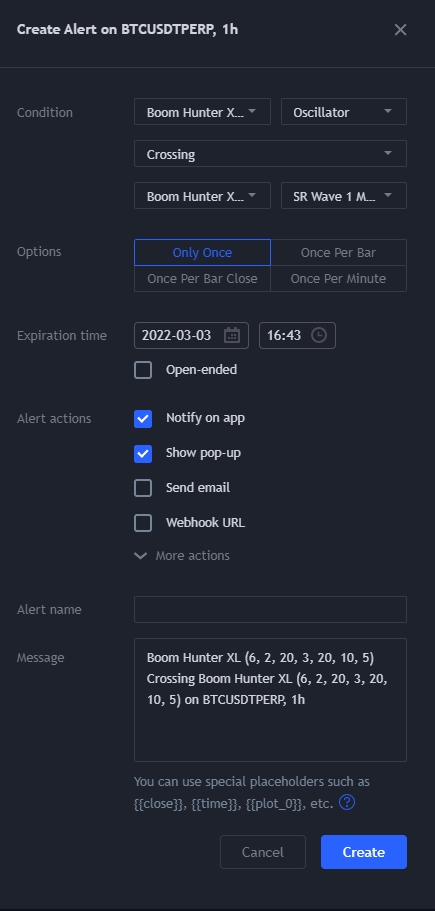 Create Alert on BTCUSDTPERP, 1h
Condition
Boom Hunter X...
Oscillator
Crossing
Boom Hunter X...
SR Wave 1 M...
Options
Only Once
Once Per Bar
Once Per Bar Close
Once Per Minute
Expiration time
2022-03-03
16:43
Open-ended
Alert actions
Notify on app
Show pop-up
Send email
Webhook URL
More actions
Alert name
Message
Boom Hunter XL (6, 2, 20, 3, 20, 10, 5)
Crossing Boom Hunter XL (6, 2, 20, 3, 20,
10, 5) on BTCUSDTPERP, 1h
You can use special placeholders such as
{{close}}, {{time}}, {{plot_0}}, etc. ?
Cancel
Create